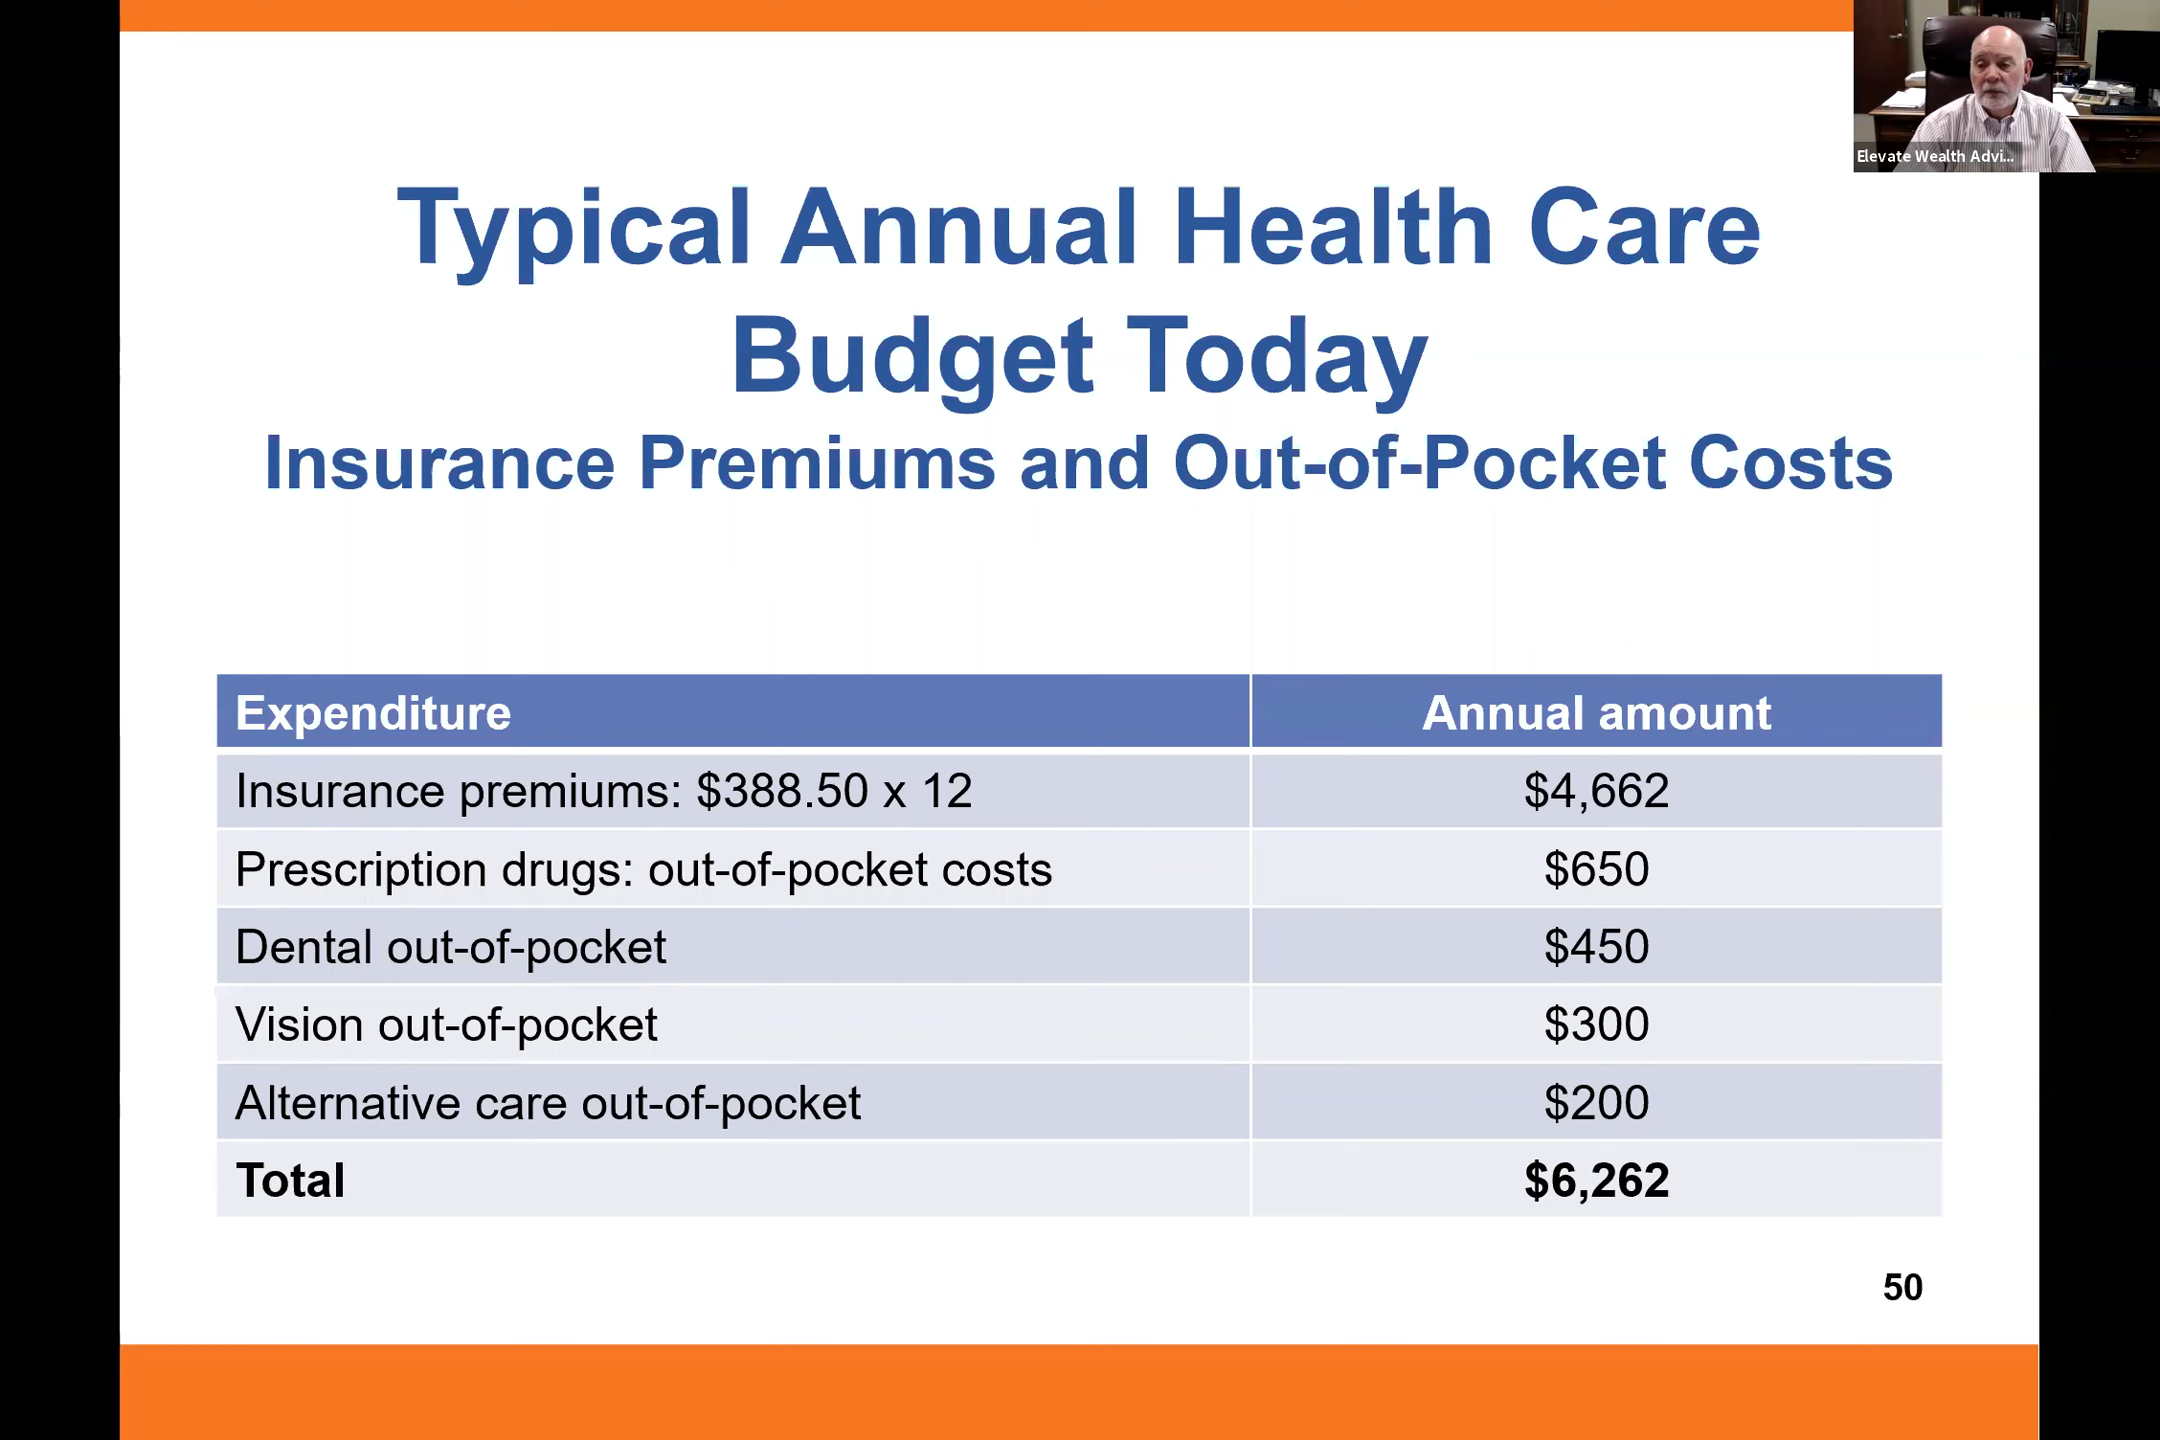 Elevate Wealth Advi...
Typical Annual Health Care
Budget Today
Insurance Premiums and Out-of-Pocket Costs
Expenditure Annual amount
Insurance premiums: $388.50 x 12 $4,662
Prescription drugs: out-of-pocket costs $650
Dental out-of-pocket $450
Vision out-of-pocket $300
Alternative care out-of-pocket $200
Total $6,262
50